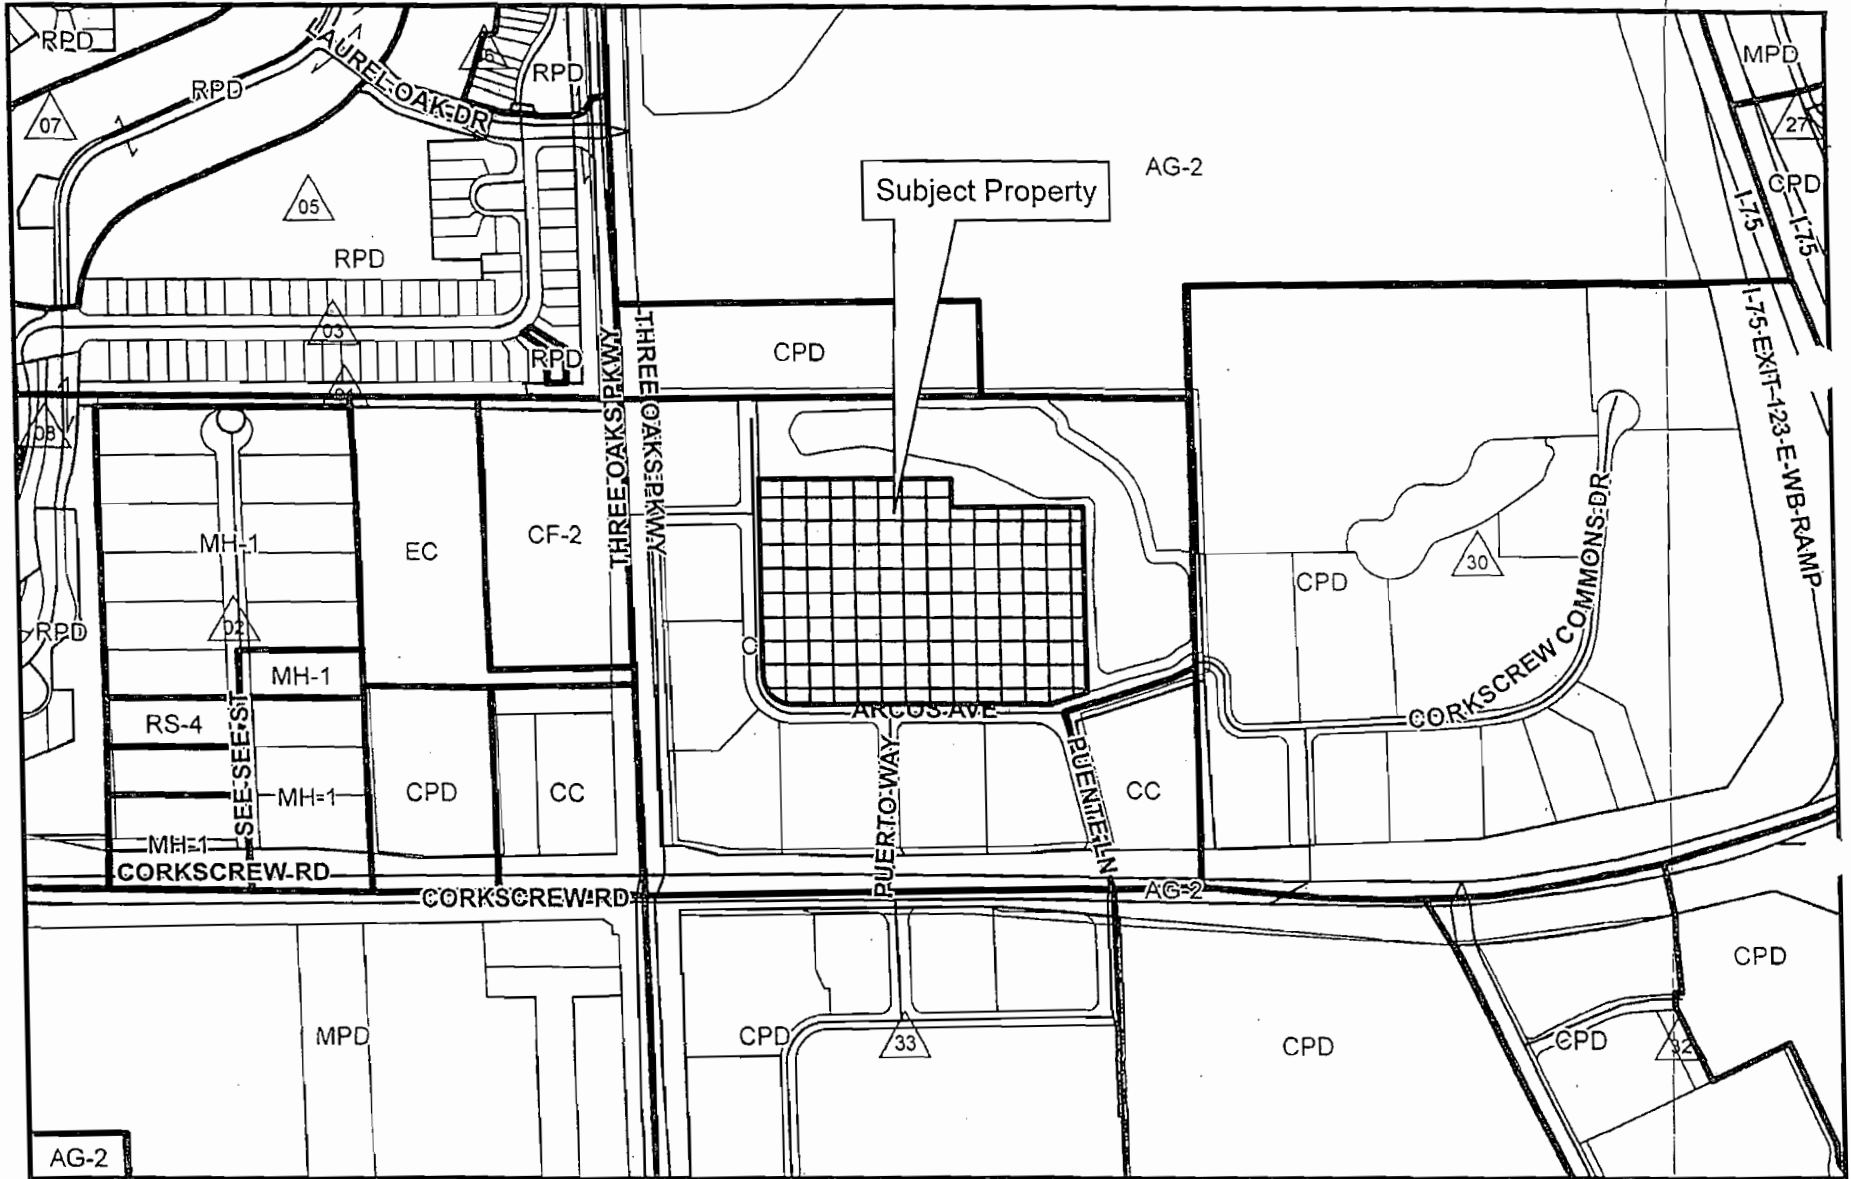 RPD
LAUREL OAK DR
RPD
RPD
MPD
07
27
AG-2
Subject Property
CPD
05
I-75
I-75
RPD
03
RPD
THREE OAKS PKWY
THREE OAKS PKWY
CPD
I-75-EXIT-123-E-WB-RAMP
01
08
MH-1
EC
CF-2
CPD
30
CORKSCREW COMMONS DR
RPD
02
C
MH-1
RS-4
SEE-SEE ST
ARCOS AVE
PUERTO WAY
PUENTE LN
MH-1
CPD
CC
CC
MH-1
CORKSCREW RD
CORKSCREW RD
AG-2
MPD
CPD
33
CPD
CPD
32
CPD
AG-2